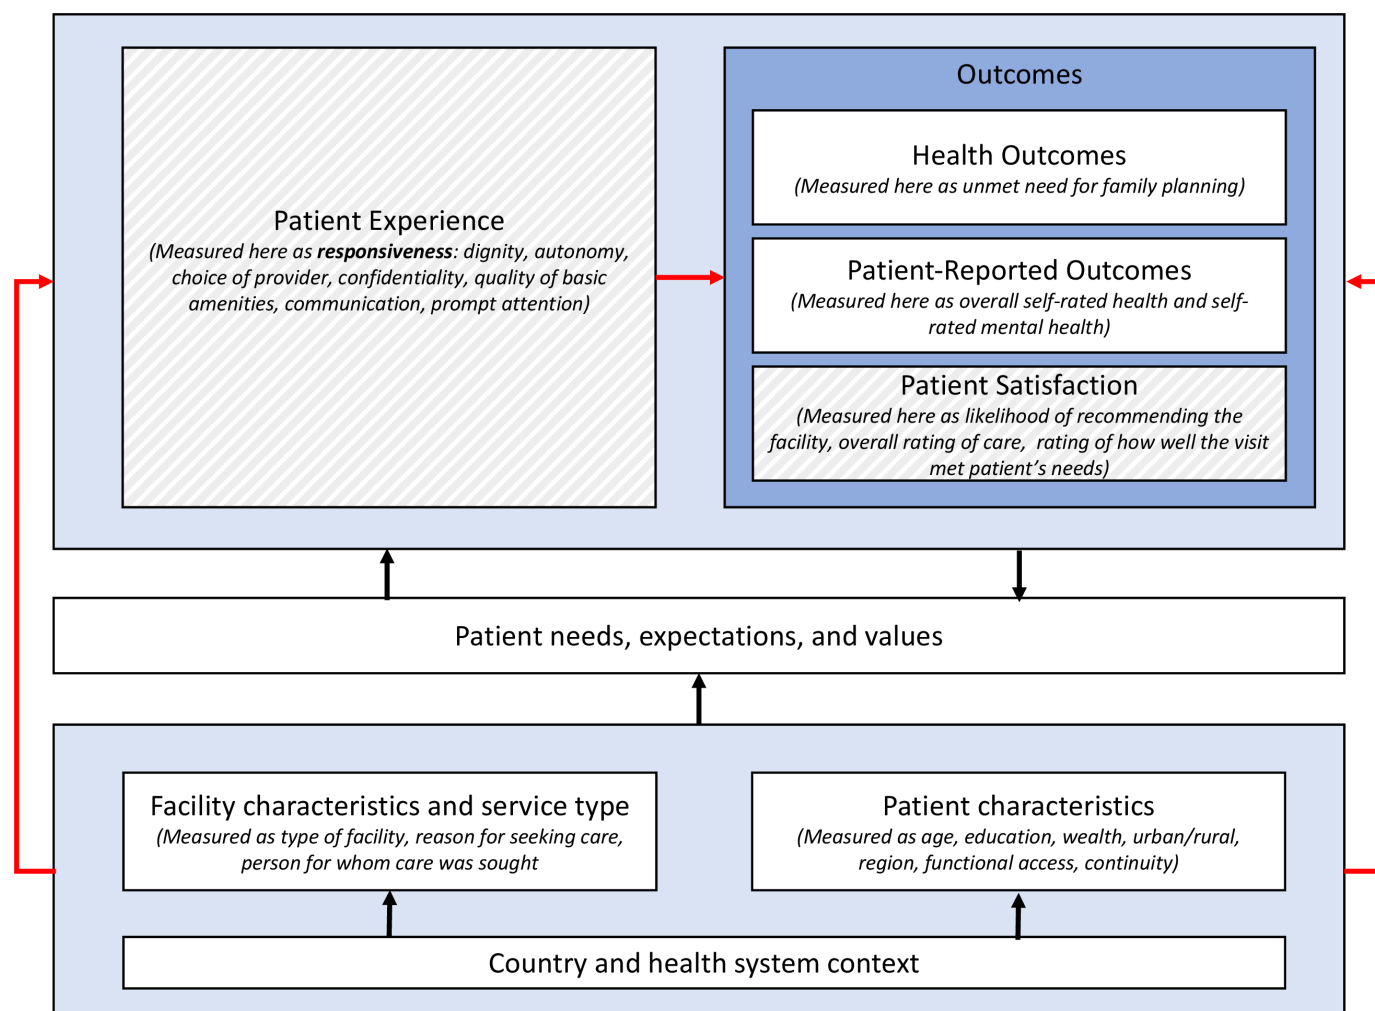 Patient Experience
(Measured here as responsiveness: dignity, autonomy,
choice of provider, confidentiality, quality of basic
amenities, communication, prompt attention)
Outcomes
Health Outcomes
(Measured here as unmet need for family planning)
Patient-Reported Outcomes
(Measured here as overall self-rated health and self-
rated mental health)
Patient Satisfaction
(Measured here as likelihood of recommending the
facility, overall rating of care, rating of how well the visit
met patient's needs)
Patient needs, expectations, and values
Facility characteristics and service type
(Measured as type of facility, reason for seeking care,
person for whom care was sought
Patient characteristics
(Measured as age, education, wealth, urban/rural,
region, functional access, continuity)
Country and health system context